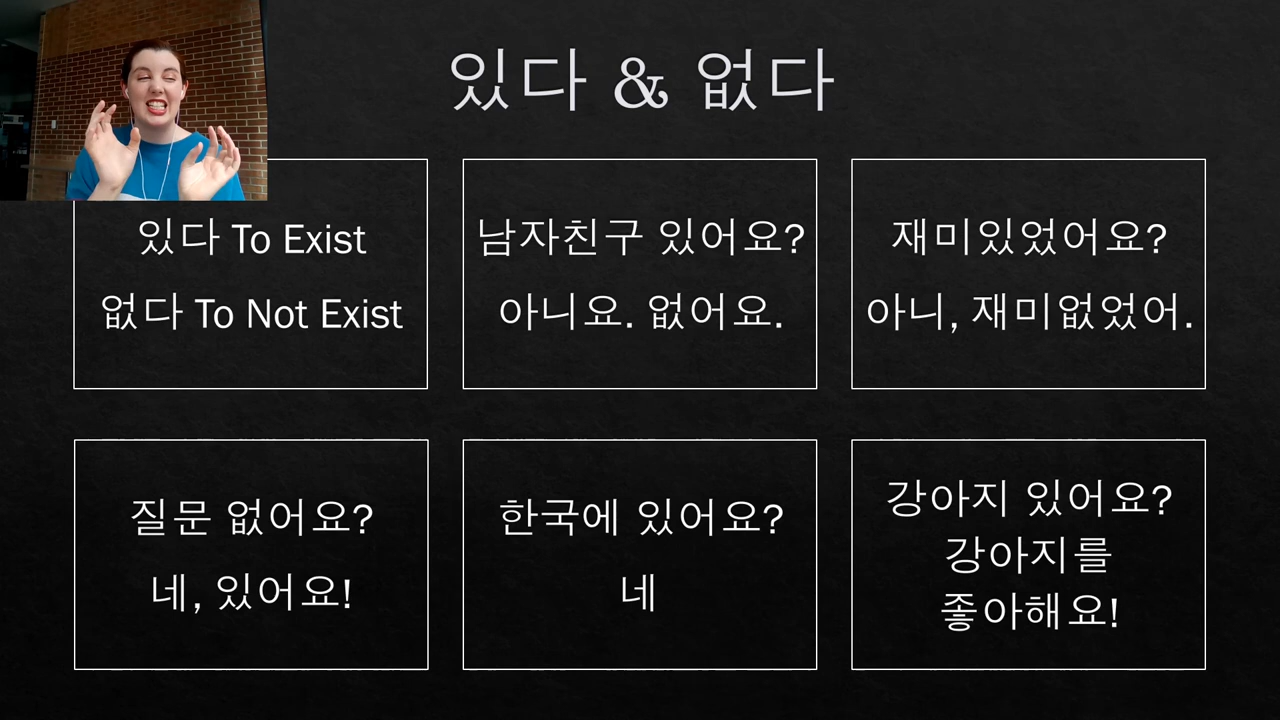 있다 & 없다
있다 To Exist
없다 To Not Exist
남자친구 있어요?
아니요. 없어요.
재미있었어요?
아니, 재미없었어.
질문 없어요?
네, 있어요!
한국에 있어요?
네
강아지 있어요?
강아지를
좋아해요!